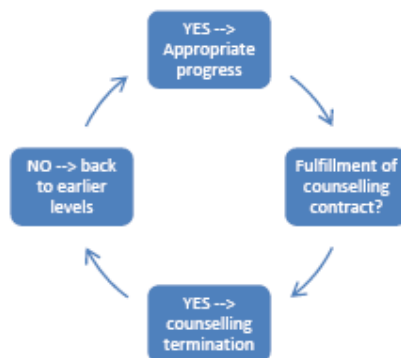 YES -->
Appropriate
progress
Fulfillment of
counselling
contract?
YES -->
counselling
termination
NO --> back
to earlier
levels